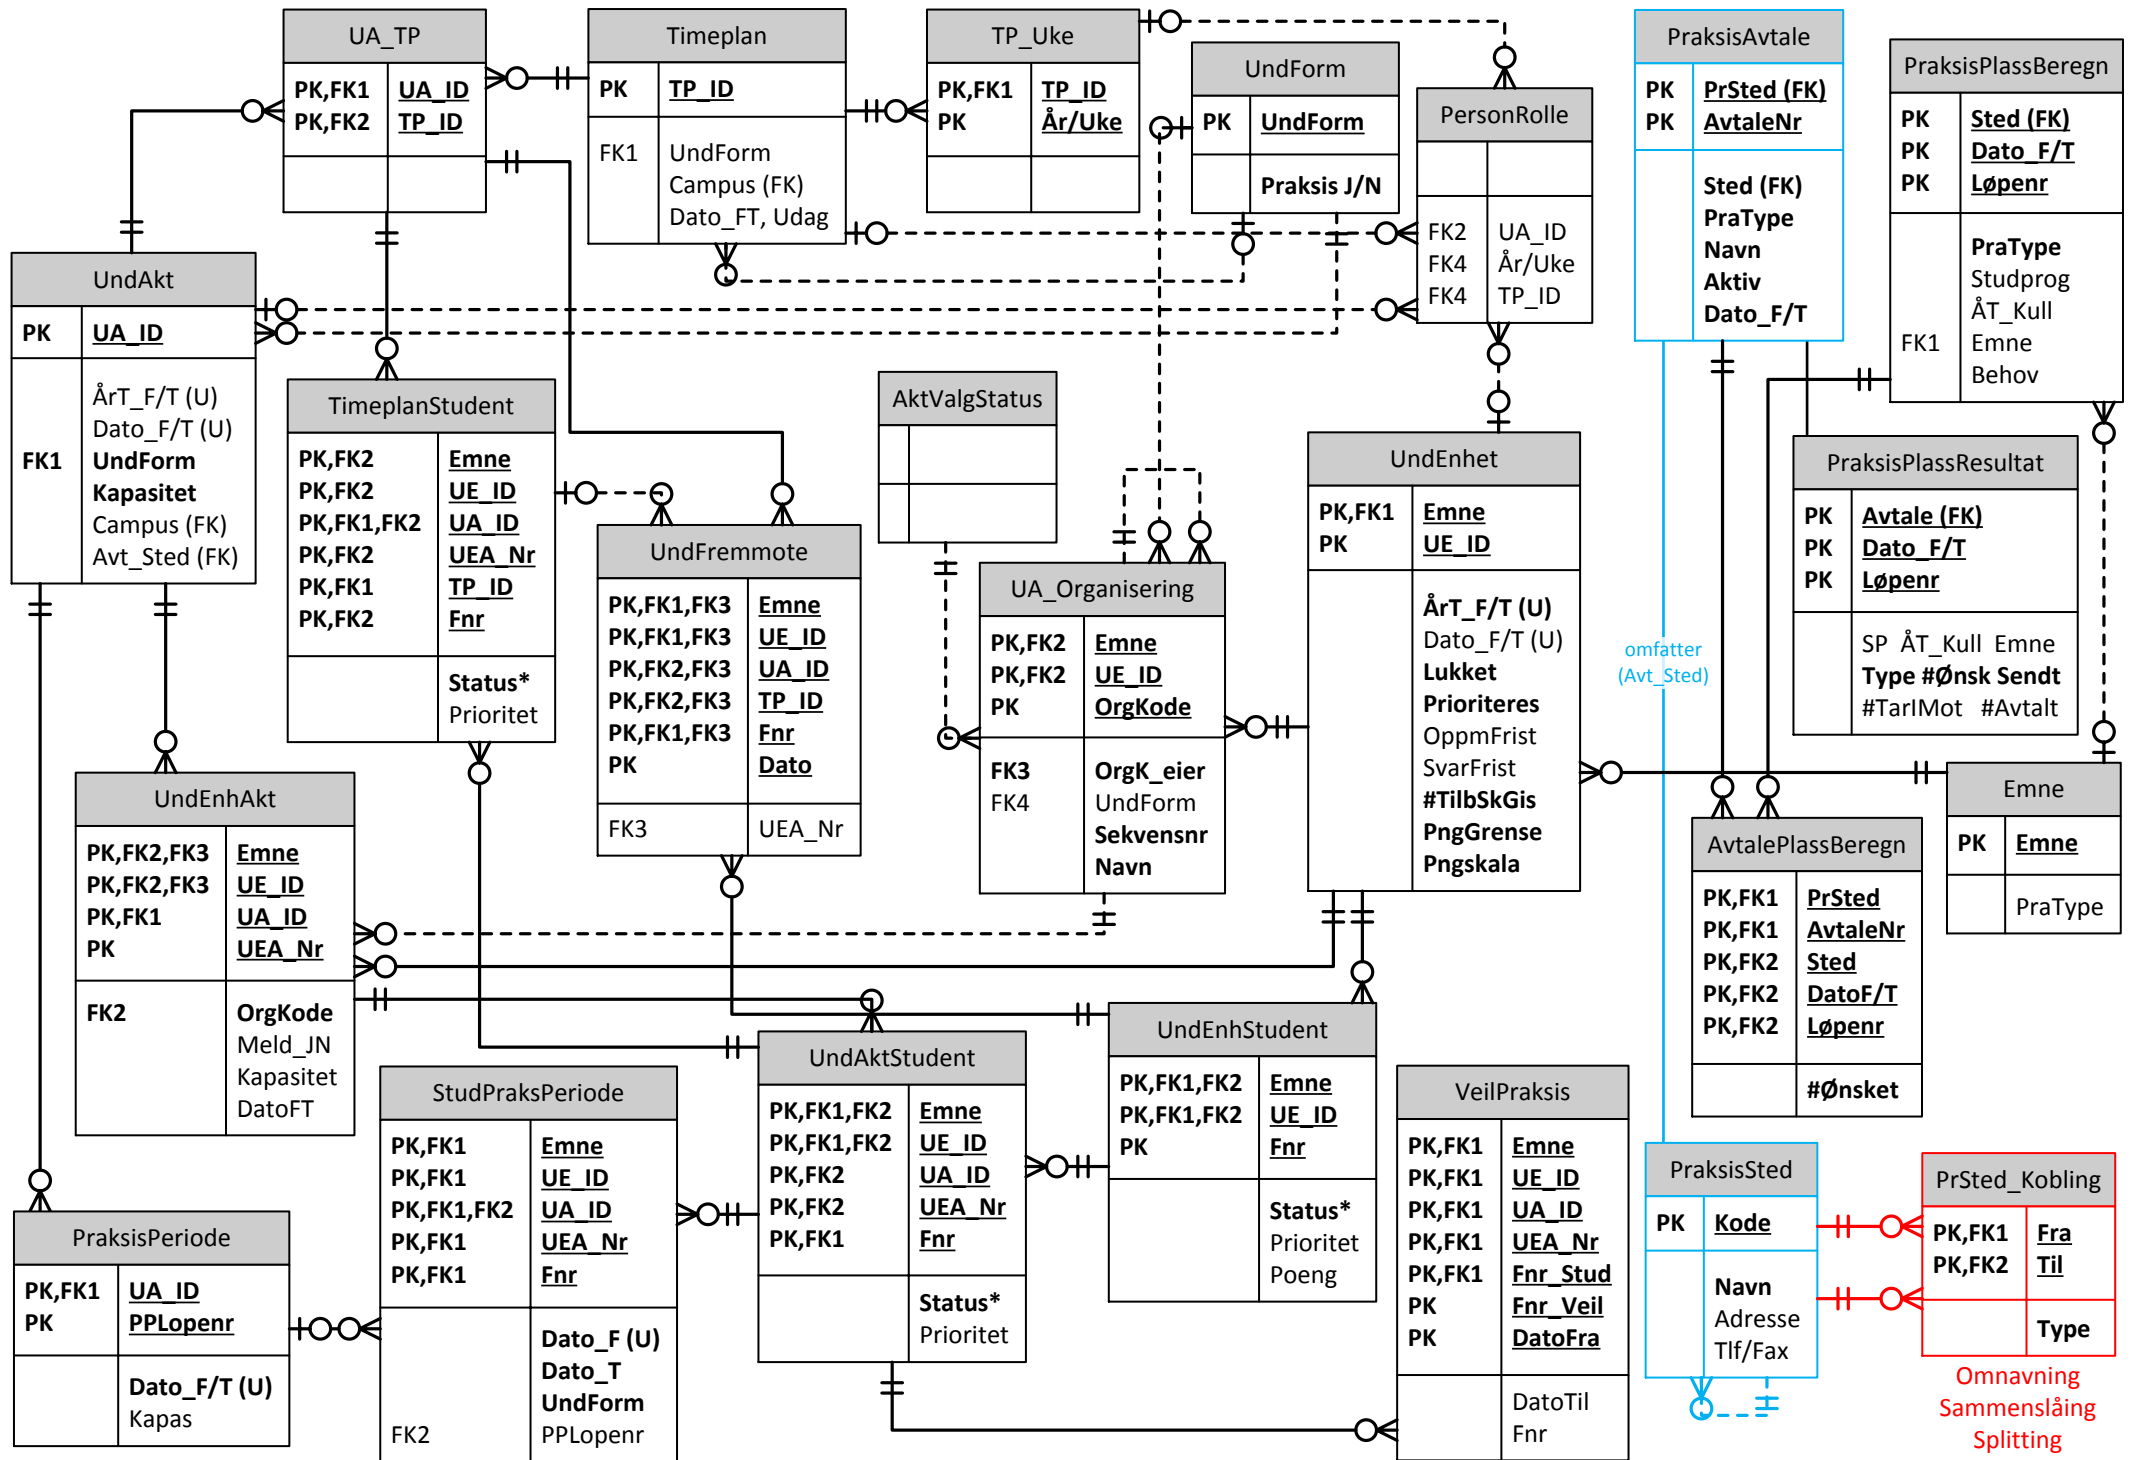 UA_TP
PK,FK1 UA_ID
PK,FK2 TP_ID
Timeplan
PK TP_ID
FK1 UndForm
Campus (FK)
Dato_FT, Udag
TP_Uke
PK,FK1 TP_ID
PK År/Uke
UndForm
PK UndForm
Praksis J/N
PersonRolle
FK2 UA_ID
FK4 År/Uke
FK4 TP_ID
PraksisAvtale
PK PrSted (FK)
PK AvtaleNr
Sted (FK)
PraType
Navn
Aktiv
Dato_F/T
PraksisPlassBeregn
PK Sted (FK)
PK Dato_F/T
PK Løpenr
PraType
Studprog
ÅT_Kull
FK1 Emne
Behov
UndAkt
PK UA_ID
ÅrT_F/T (U)
Dato_F/T (U)
FK1 UndForm
Kapasitet
Campus (FK)
Avt_Sted (FK)
TimeplanStudent
PK,FK2 Emne
PK,FK2 UE_ID
PK,FK1,FK2 UA_ID
PK,FK2 UEA_Nr
PK,FK1 TP_ID
PK,FK2 Fnr
Status*
Prioritet
AktValgStatus
UndFremmote
PK,FK1,FK3 Emne
PK,FK1,FK3 UE_ID
PK,FK2,FK3 UA_ID
PK,FK2,FK3 TP_ID
PK,FK1,FK3 Fnr
PK Dato
FK3 UEA_Nr
UA_Organisering
PK,FK2 Emne
PK,FK2 UE_ID
PK OrgKode
FK3 OrgK_eier
FK4 UndForm
Sekvensnr
Navn
UndEnhet
PK,FK1 Emne
PK UE_ID
ÅrT_F/T (U)
Dato_F/T (U)
Lukket
Prioriteres
OppmFrist
SvarFrist
#TilbSkGis
PngGrense
Pngskala
PraksisPlassResultat
PK Avtale (FK)
PK Dato_F/T
PK Løpenr
SP ÅT_Kull Emne
Type #Ønsk Sendt
#TarIMot #Avtalt
omfatter
(Avt_Sted)
Emne
PK Emne
PraType
AvtalePlassBeregn
PK,FK1 PrSted
PK,FK1 AvtaleNr
PK,FK2 Sted
PK,FK2 DatoF/T
PK,FK2 Løpenr
#Ønsket
UndEnhAkt
PK,FK2,FK3 Emne
PK,FK2,FK3 UE_ID
PK,FK1 UA_ID
PK UEA_Nr
FK2 OrgKode
Meld_JN
Kapasitet
DatoFT
StudPraksPeriode
PK,FK1 Emne
PK,FK1 UE_ID
PK,FK1,FK2 UA_ID
PK,FK1 UEA_Nr
PK,FK1 Fnr
Dato_F (U)
Dato_T
UndForm
FK2 PPLopenr
UndAktStudent
PK,FK1,FK2 Emne
PK,FK1,FK2 UE_ID
PK,FK2 UA_ID
PK,FK2 UEA_Nr
PK,FK1 Fnr
Status*
Prioritet
UndEnhStudent
PK,FK1,FK2 Emne
PK,FK1,FK2 UE_ID
PK Fnr
Status*
Prioritet
Poeng
VeilPraksis
PK,FK1 Emne
PK,FK1 UE_ID
PK,FK1 UA_ID
PK,FK1 UEA_Nr
PK,FK1 Fnr_Stud
PK Fnr_Veil
PK DatoFra
DatoTil
Fnr
PraksisPeriode
PK,FK1 UA_ID
PK PPLopenr
Dato_F/T (U)
Kapas
PraksisSted
PK Kode
Navn
Adresse
Tlf/Fax
PrSted_Kobling
PK,FK1 Fra
PK,FK2 Til
Type
Omnavning
Sammenslåing
Splitting